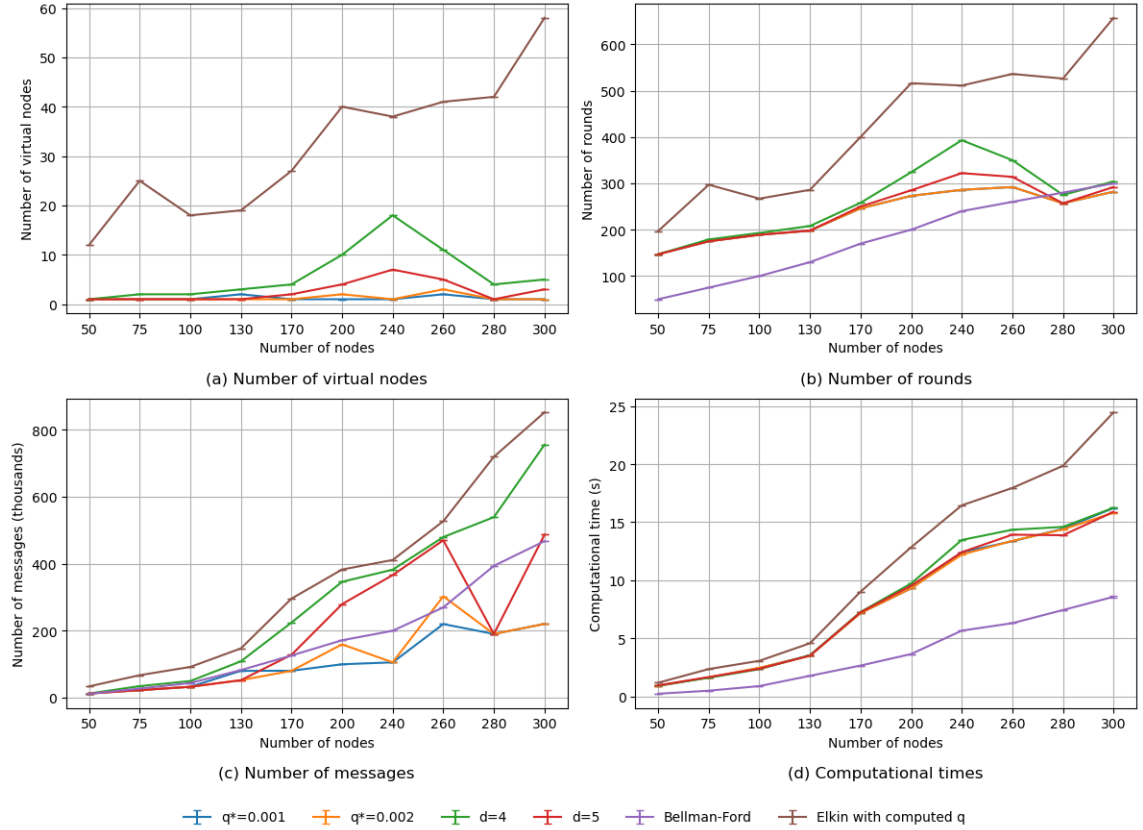 Number of virtual nodes
60
50
40
30
20
10
0
50 75 100 130 170 200 240 260 280 300
Number of nodes
(a) Number of virtual nodes
Number of rounds
600
500
400
300
200
100
50 75 100 130 170 200 240 260 280 300
Number of nodes
(b) Number of rounds
Number of messages (thousands)
800
600
400
200
0
50 75 100 130 170 200 240 260 280 300
Number of nodes
(c) Number of messages
Computational time (s)
25
20
15
10
5
0
50 75 100 130 170 200 240 260 280 300
Number of nodes
(d) Computational times
q*=0.001 q*=0.002 d=4 d=5 Bellman-Ford Elkin with computed q